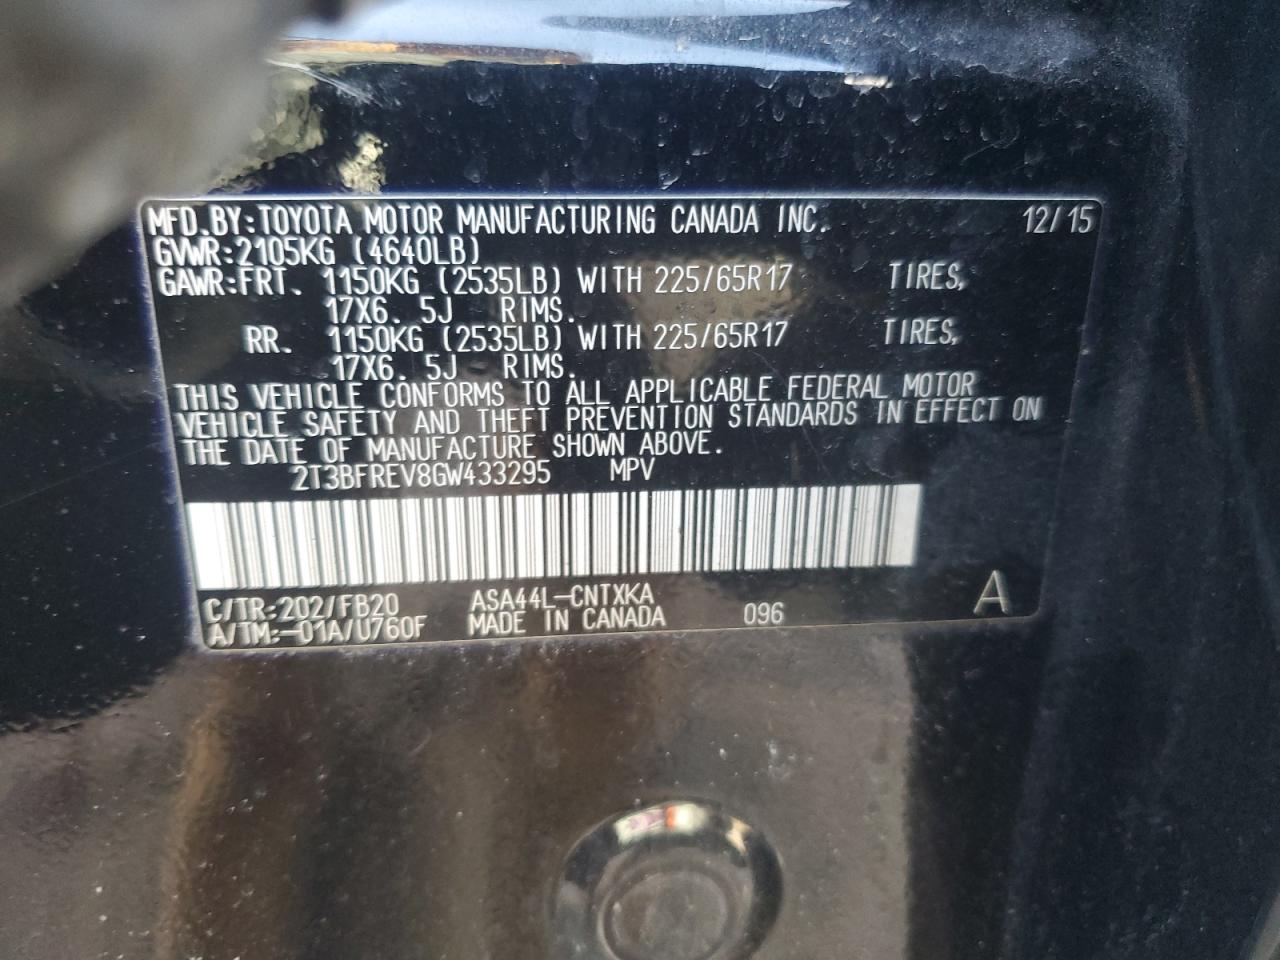 MFD.BY:TOYOTA MOTOR MANUFACTURING CANADA INC. 12/15
GVWR:2105KG (4640LB)
GAWR:FRT. 1150KG (2535LB) WITH 225/65R17 TIRES,
17X6.5J RIMS.
RR. 1150KG (2535LB) WITH 225/65R17 TIRES,
17X6.5J RIMS.
THIS VEHICLE CONFORMS TO ALL APPLICABLE FEDERAL MOTOR
VEHICLE SAFETY AND THEFT PREVENTION STANDARDS IN EFFECT ON
THE DATE OF MANUFACTURE SHOWN ABOVE.
2T3BFREV8GW433295 MPV
C/TR:202/FB20 ASA44L-CNTXKA
A/TM:-01A/U760F MADE IN CANADA 096 A